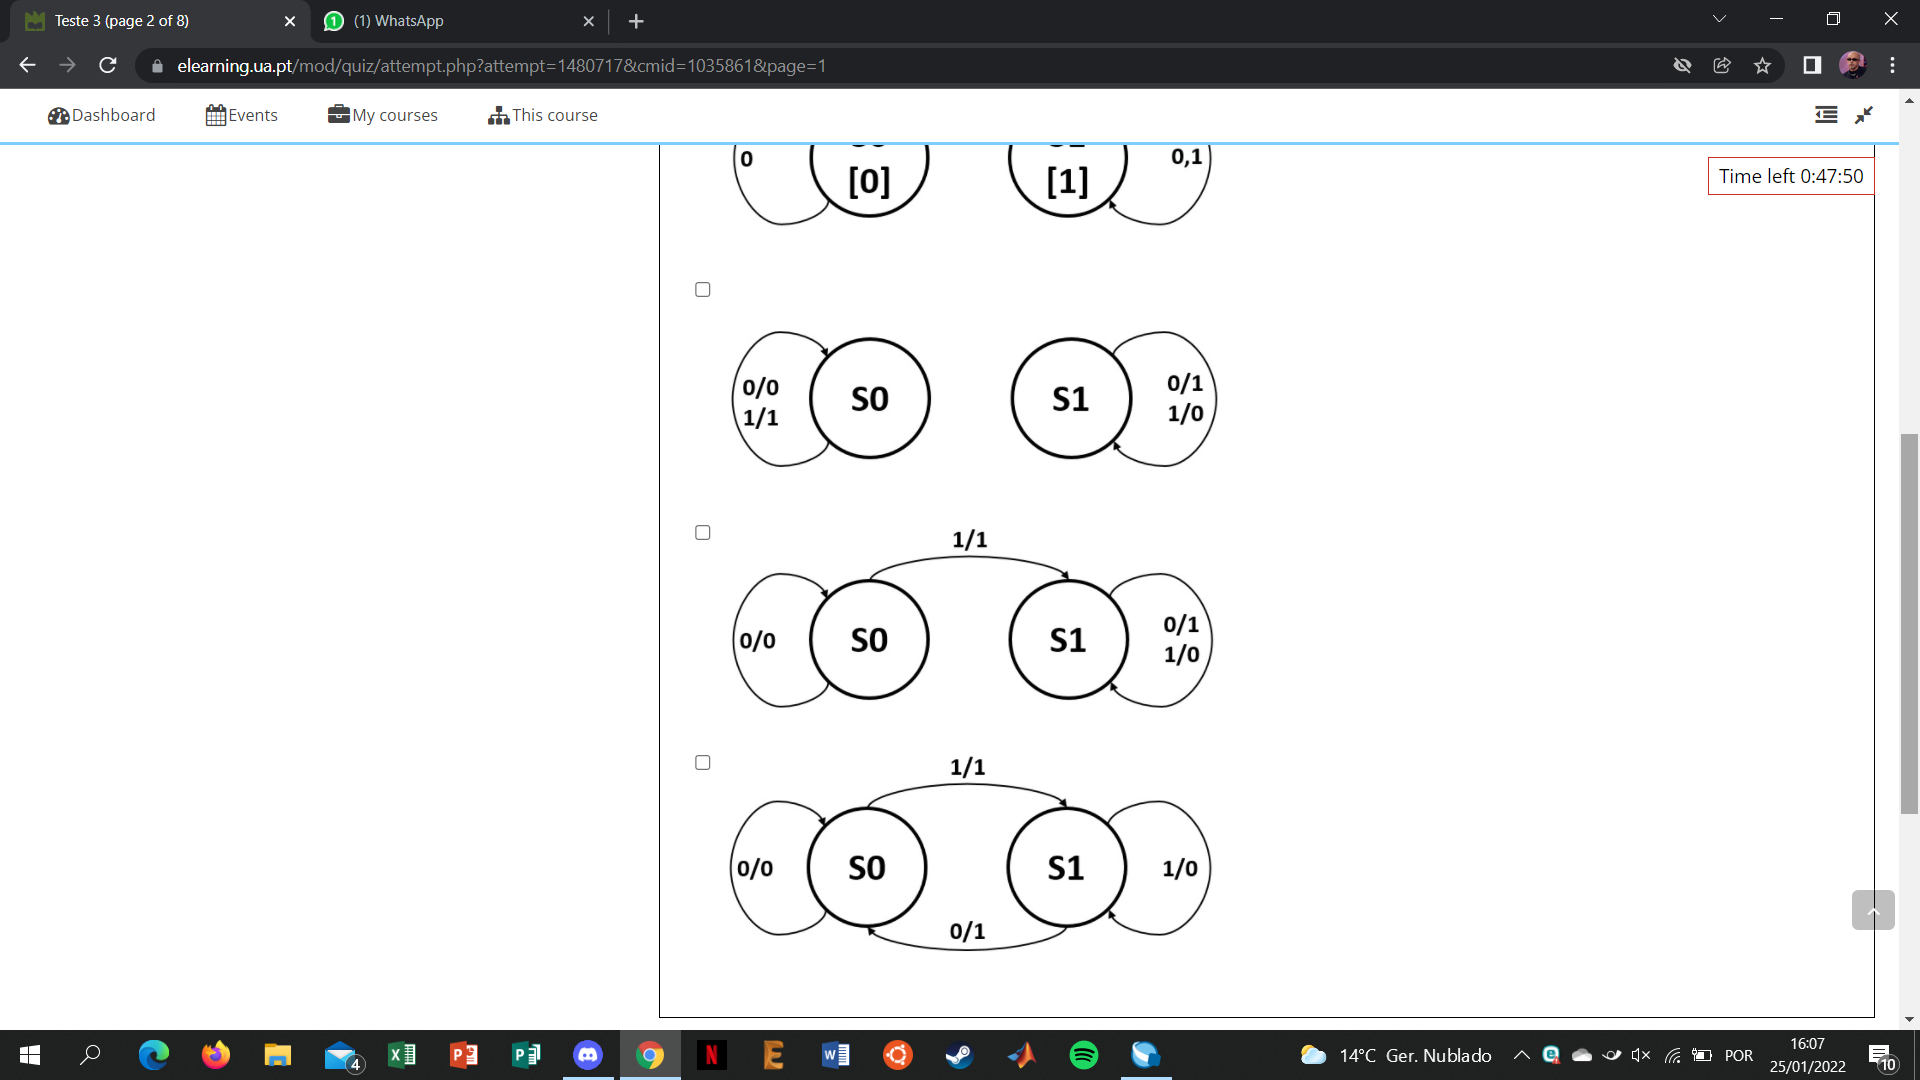 Teste 3 (page 2 of 8)
(1) WhatsApp
elearning.ua.pt/mod/quiz/attempt.php?attempt=1480717&cmid=1035861&page=1
Dashboard
Events
My courses
This course
Time left 0:47:50
0
[0]
[1]
0,1
0/0
1/1
S0
S1
0/1
1/0
1/1
0/0
S0
S1
0/1
1/0
1/1
0/0
S0
S1
1/0
0/1
4
14°C Ger. Nublado
POR
16:07
25/01/2022
10